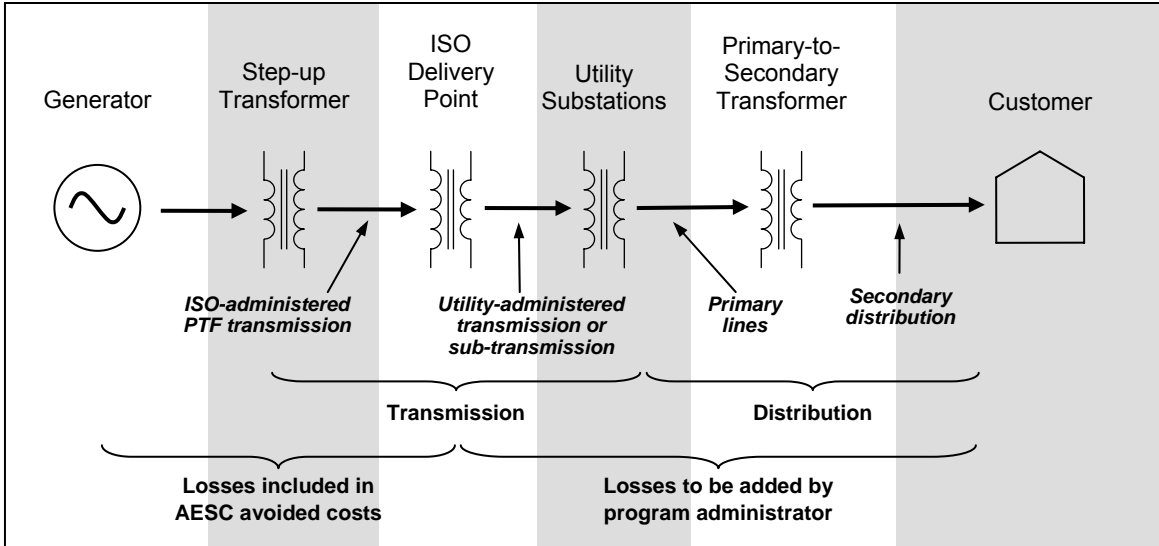 Generator
Step-up
Transformer
ISO
Delivery
Point
Utility
Substations
Primary-to-
Secondary
Transformer
Customer
ISO-administered
PTF transmission
Utility-administered
transmission or
sub-transmission
Primary
lines
Secondary
distribution
Transmission
Distribution
Losses included in
AESC avoided costs
Losses to be added by
program administrator